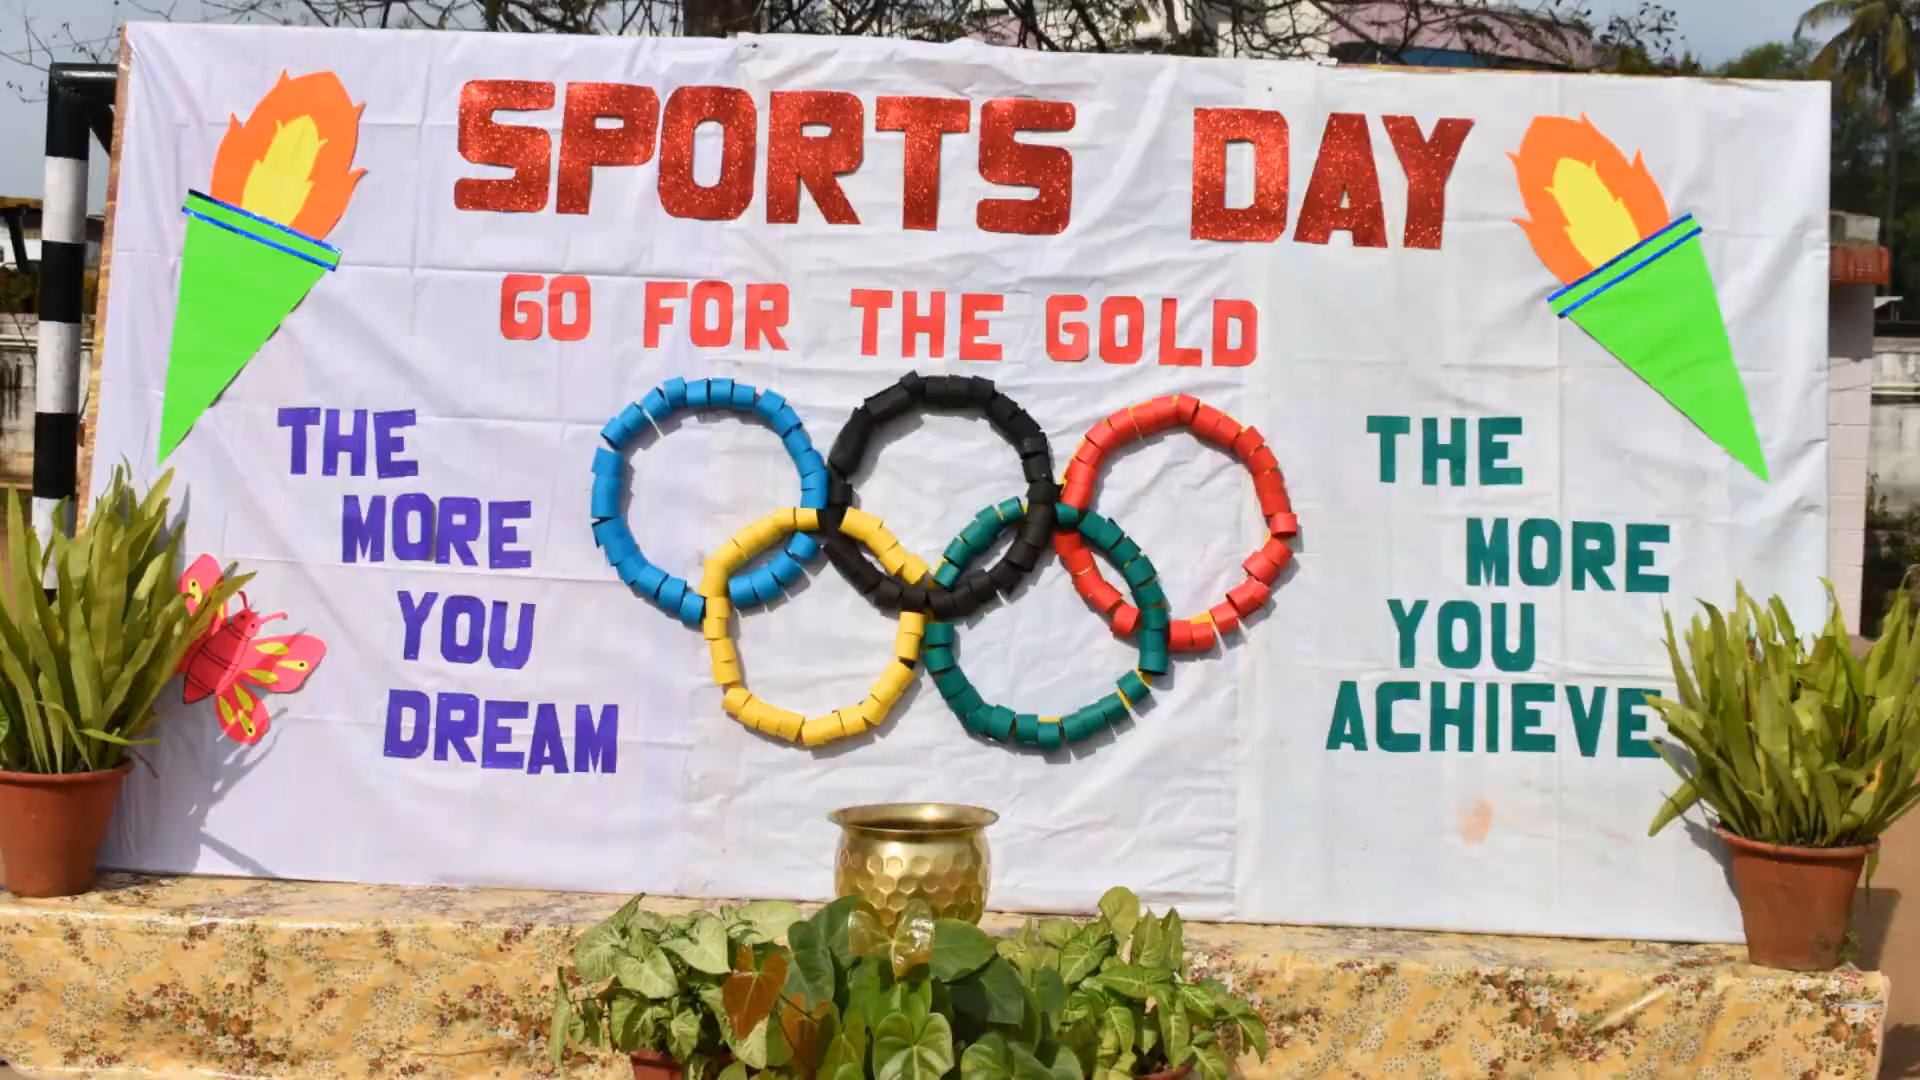 SPORTS DAY
GO FOR THE GOLD
THE
MORE
YOU
DREAM
THE
MORE
YOU
ACHIEVE